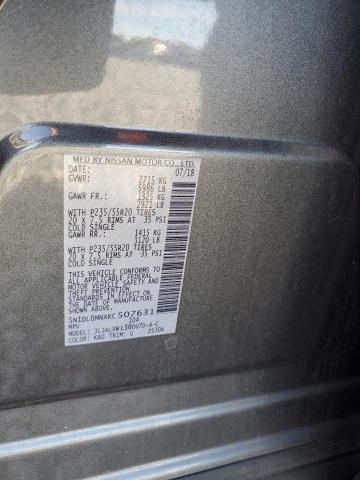 MFD BY NISSAN MOTOR CO., LTD.
DATE: 07/18
GVWR: 2715 KG
5986 LB
GAWR FR.: 1325 KG
2921 LB
WITH P235/55R20 TIRES
20 X 7.5 RIMS AT 35 PSI
COLD SINGLE
GAWR RR.: 1415 KG
3120 LB
WITH P235/55R20 TIRES
20 X 7.5 RIMS AT 35 PSI
COLD SINGLE
THIS VEHICLE CONFORMS TO ALL
APPLICABLE U.S. FEDERAL
MOTOR VEHICLE SAFETY AND
THEFT PREVENTION STANDARDS
IN EFFECT ON THE DATE OF
MANUFACTURE SHOWN ABOVE.
5N1DL0MNXKC507631
MPV 104
MODEL: JLJALVWL50UU7D-A-C
COLOR: KAD TRIM: G 2530A